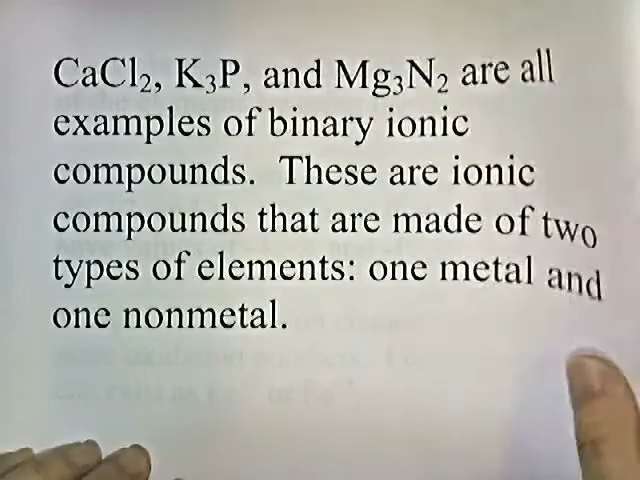 CaCl₂, K₃P, and Mg₃N₂ are all
examples of binary ionic
compounds. These are ionic
compounds that are made of two
types of elements: one metal and
one nonmetal.